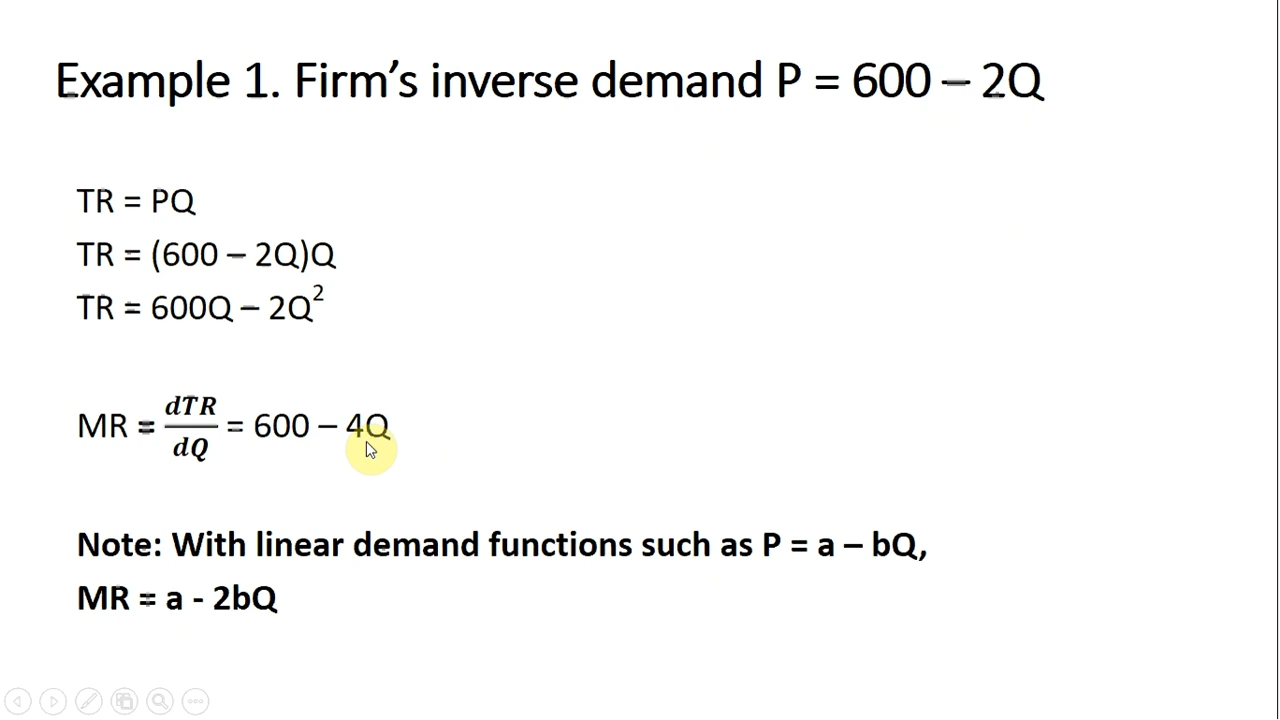 Example 1. Firm's inverse demand P = 600 – 2Q
TR = PQ
TR = (600 – 2Q)Q
TR = 600Q – 2Q²
MR = dTR/dQ = 600 – 4Q
Note: With linear demand functions such as P = a – bQ,
MR = a - 2bQ